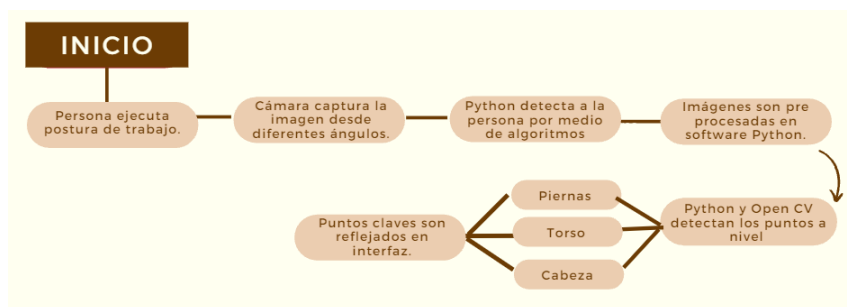 INICIO
Persona ejecuta
postura de trabajo.
Cámara captura la
imagen desde
diferentes ángulos.
Python detecta a la
persona por medio
de algoritmos
Imágenes son pre
procesadas en
software Python.
Python y Open CV
detectan los puntos a
nivel
Piernas
Torso
Cabeza
Puntos claves son
reflejados en
interfaz.